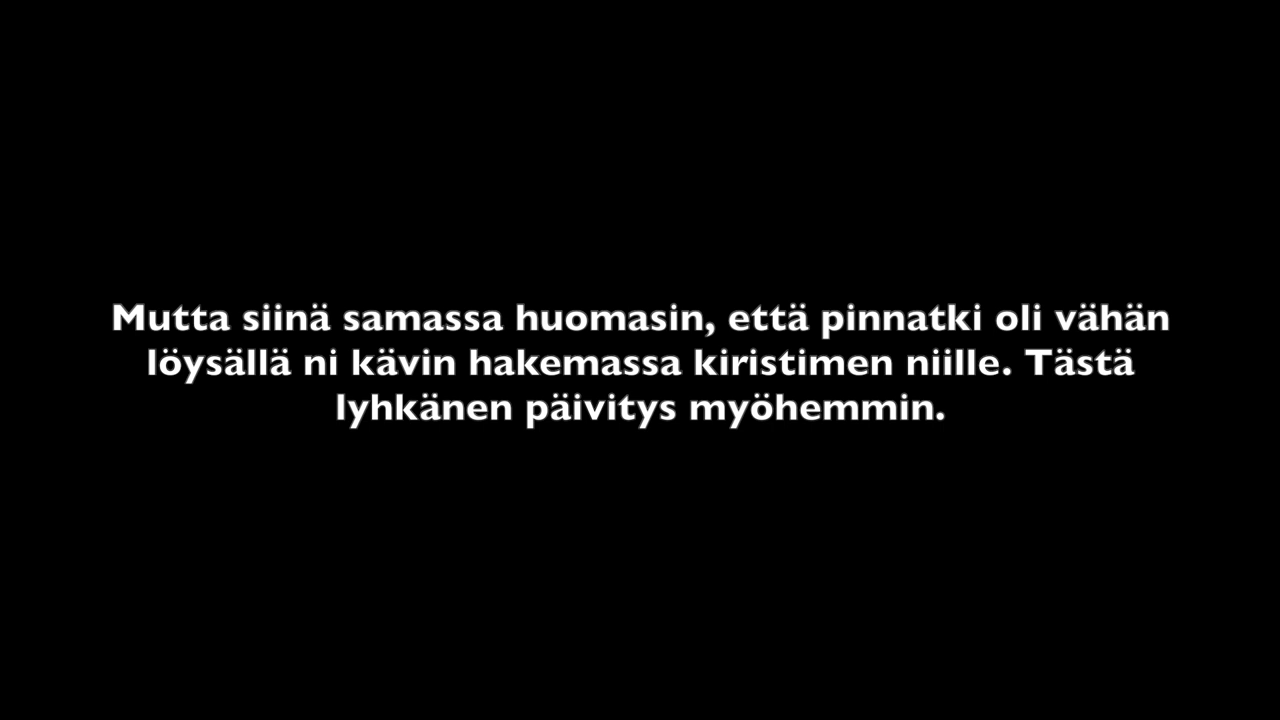 Mutta siinä samassa huomasin, että pinnatki oli vähän
löysällä ni kävin hakemassa kiristimen niille. Tästä
lyhkänen päivitys myöhemmin.